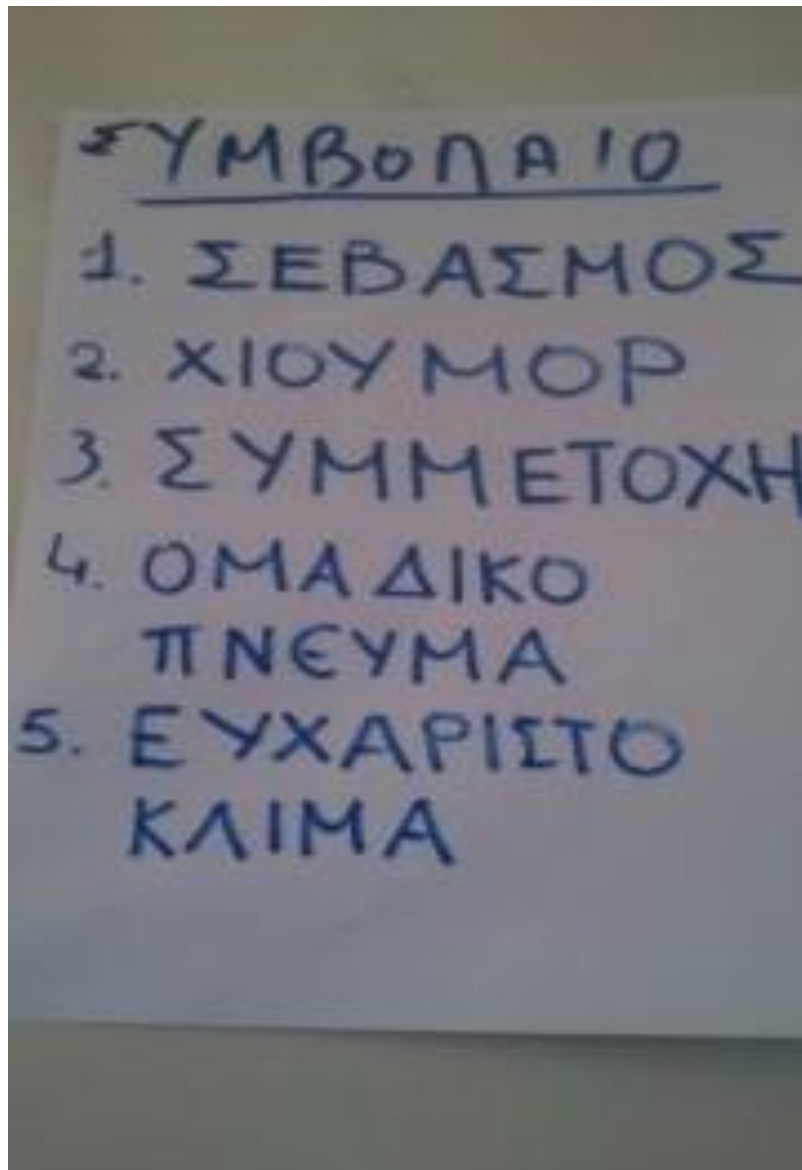 ΣΥΜΒΟΛΑΙΟ
1. ΣΕΒΑΣΜΟΣ
2. ΧΙΟΥΜΟΡ
3. ΣΥΜΜΕΤΟΧΗ
4. ΟΜΑΔΙΚΟ
ΠΝΕΥΜΑ
5. ΕΥΧΑΡΙΣΤΟ
ΚΛΙΜΑ